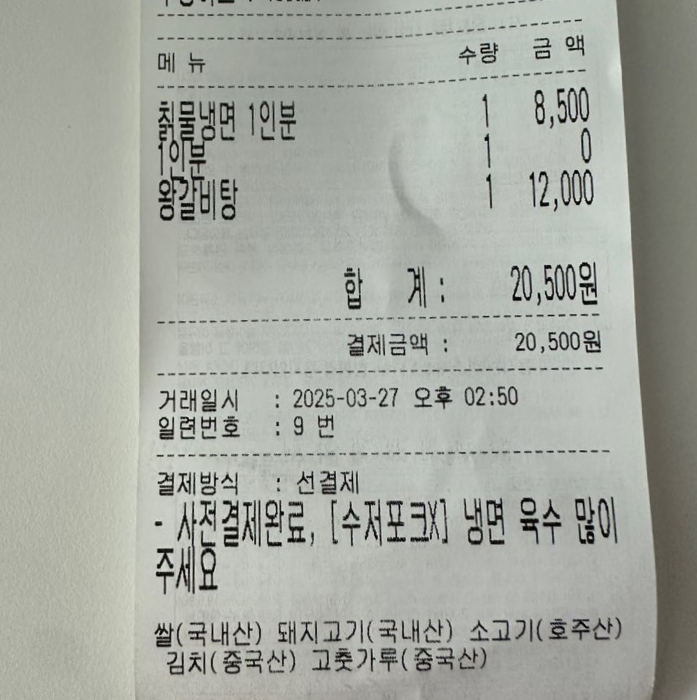 메 뉴 수량 금 액
칡물냉면 1인분 1 8,500
1인분 1 0
왕갈비탕 1 12,000
합 계 : 20,500원
결제금액 : 20,500원
거래일시 : 2025-03-27 오후 02:50
일련번호 : 9 번
결제방식 : 선결제
- 사전결제완료, [수저포크X] 냉면 육수 많이
주세요
쌀(국내산) 돼지고기(국내산) 소고기(호주산)
김치(중국산) 고춧가루(중국산)